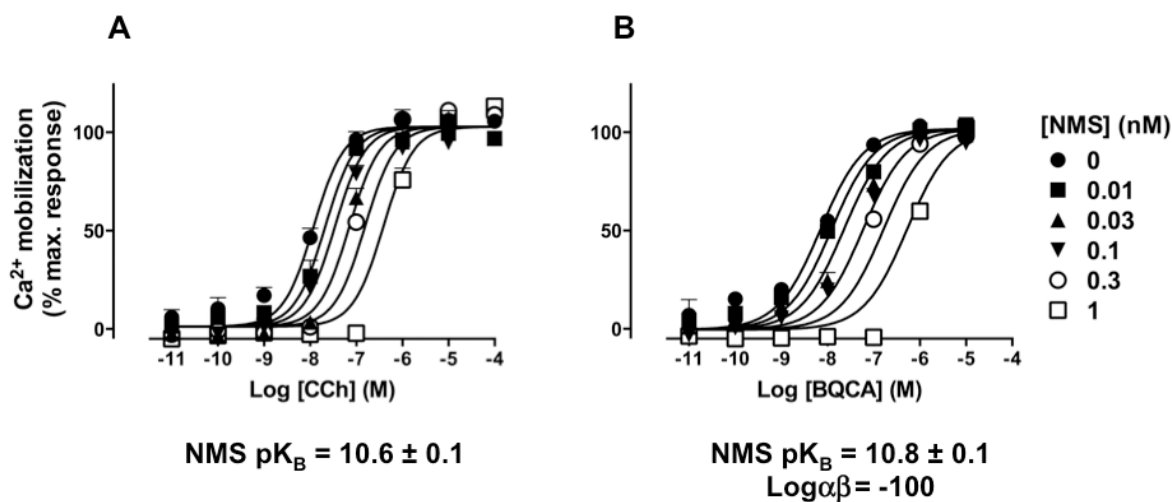 A
B
Ca²⁺ mobilization
(% max. response)
100
50
0
-11 -10 -9 -8 -7 -6 -5 -4
Log [CCh] (M)
100
50
0
-11 -10 -9 -8 -7 -6 -5 -4
Log [BQCA] (M)
[NMS] (nM)
0
0.01
0.03
0.1
0.3
1
NMS pK_B = 10.6 ± 0.1
NMS pK_B = 10.8 ± 0.1
Logαβ = -100